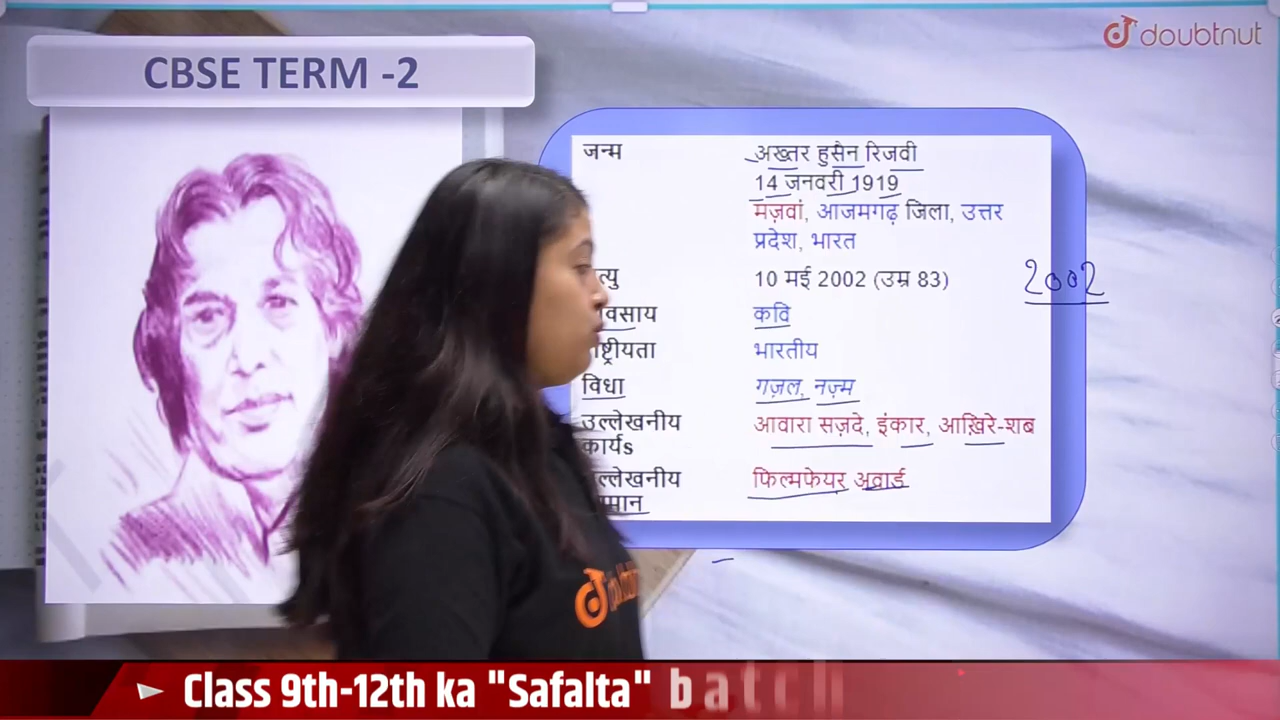 doubtnut
CBSE TERM -2
जन्म अख्तर हुसैन रिजवी
14 जनवरी 1919
मज़वां, आजमगढ़ जिला, उत्तर
प्रदेश, भारत
10 मई 2002 (उम्र 83)
2002
कवि
भारतीय
विधा गज़ल, नज़्म
उल्लेखनीय आवारा सज़दे, इंकार, आख़िरे-शब
कार्यs
फिल्मफेयर अवार्ड
Class 9th-12th ka "Safalta" batch